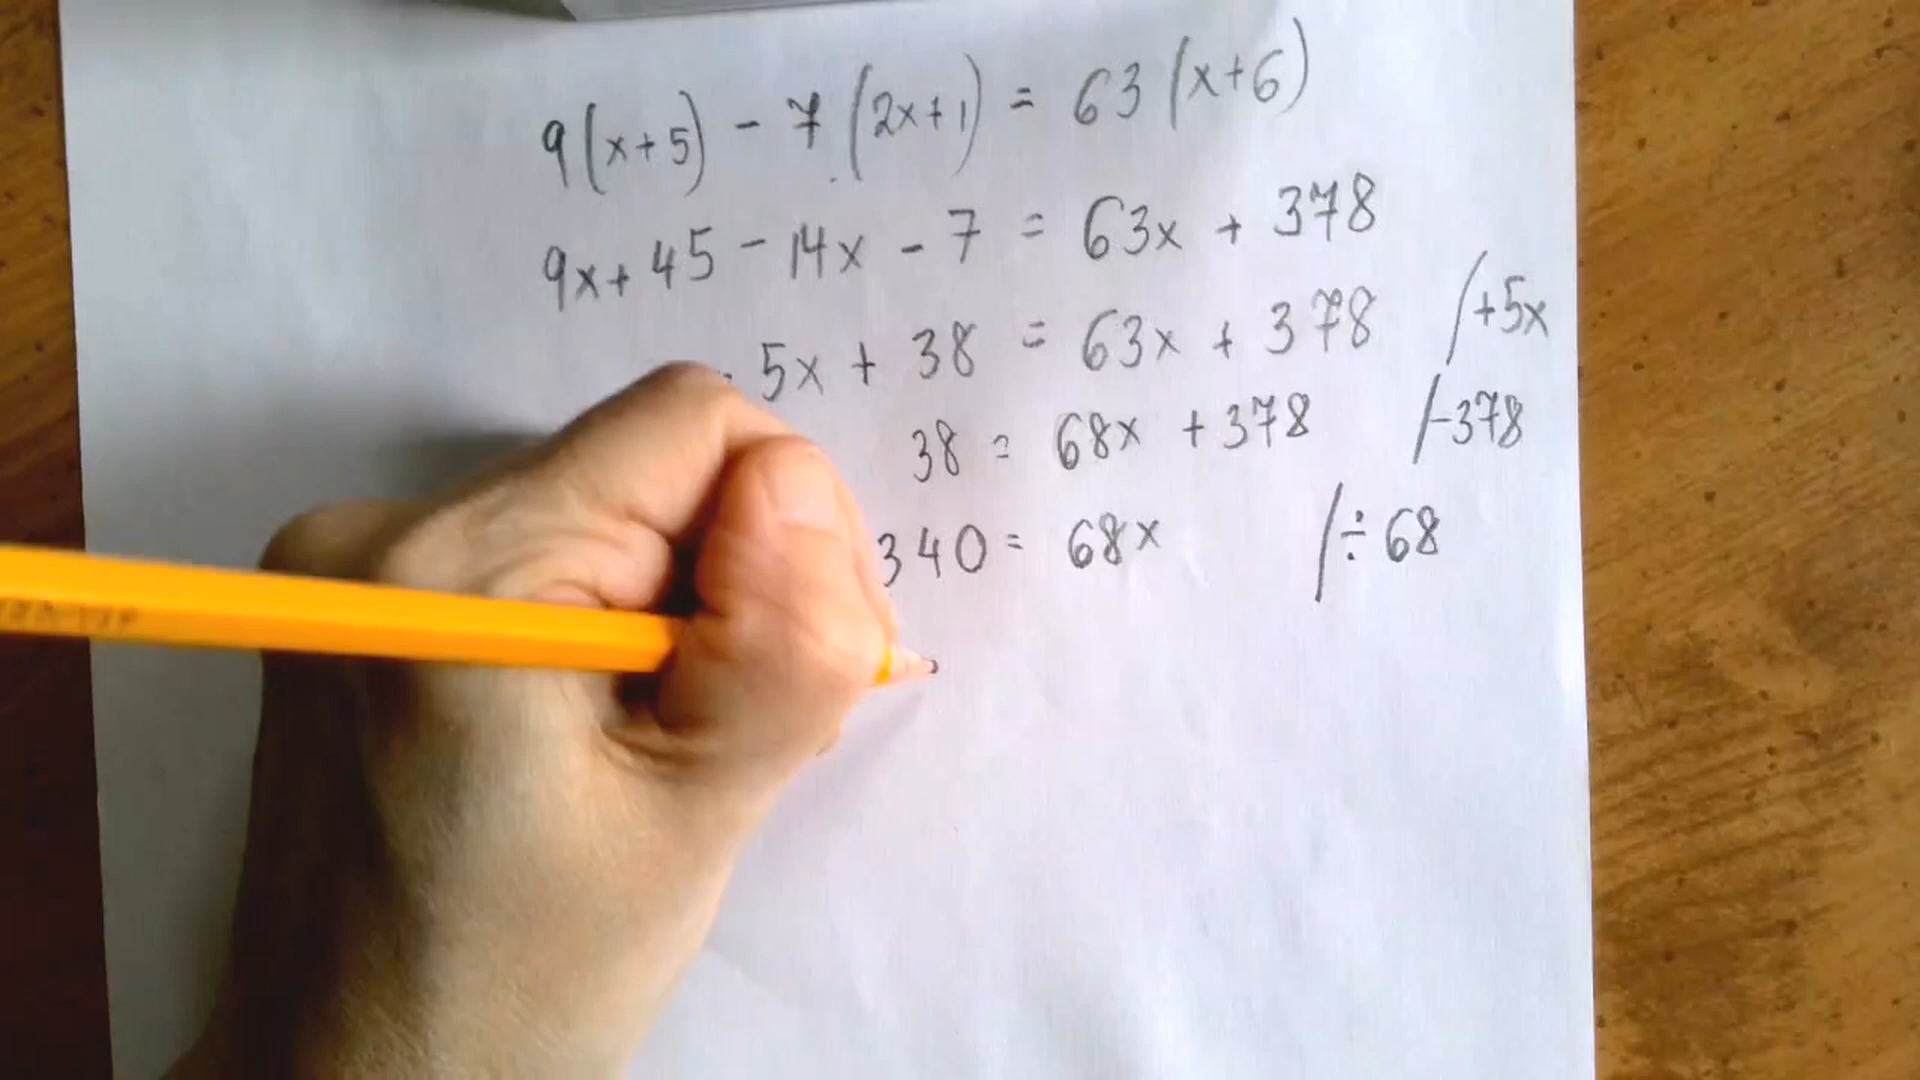 9(x+5) - 7(2x+1) = 63(x+6)
9x+45 - 14x - 7 = 63x + 378
- 5x + 38 = 63x + 378 /+5x
38 = 68x + 378 /-378
340 = 68x /÷68